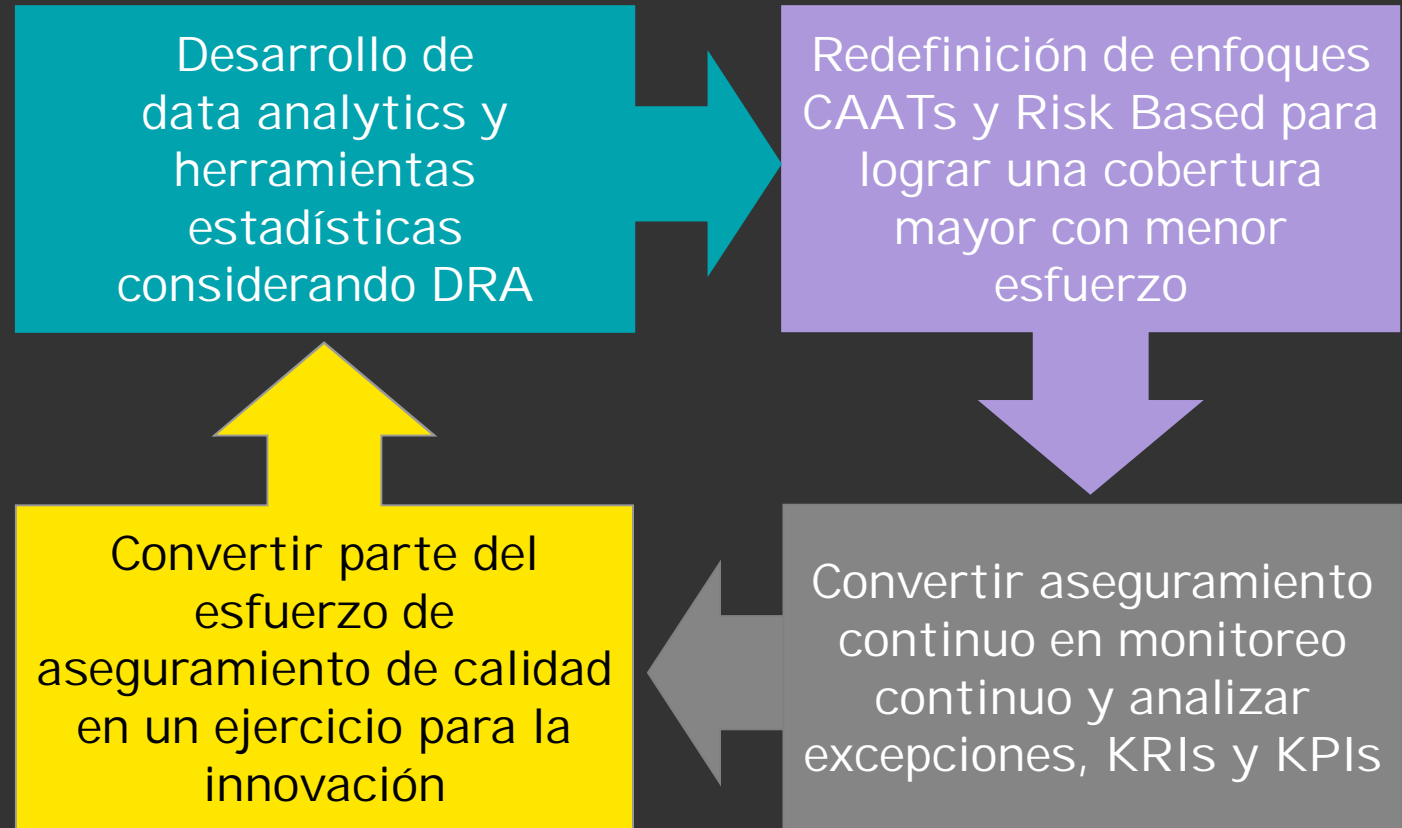 Desarrollo de
data analytics y
herramientas
estadísticas
considerando DRA
Redefinición de enfoques
CAATs y Risk Based para
lograr una cobertura
mayor con menor
esfuerzo
Convertir aseguramiento
continuo en monitoreo
continuo y analizar
excepciones, KRIs y KPIs
Convertir parte del
esfuerzo de
aseguramiento de calidad
en un ejercicio para la
innovación